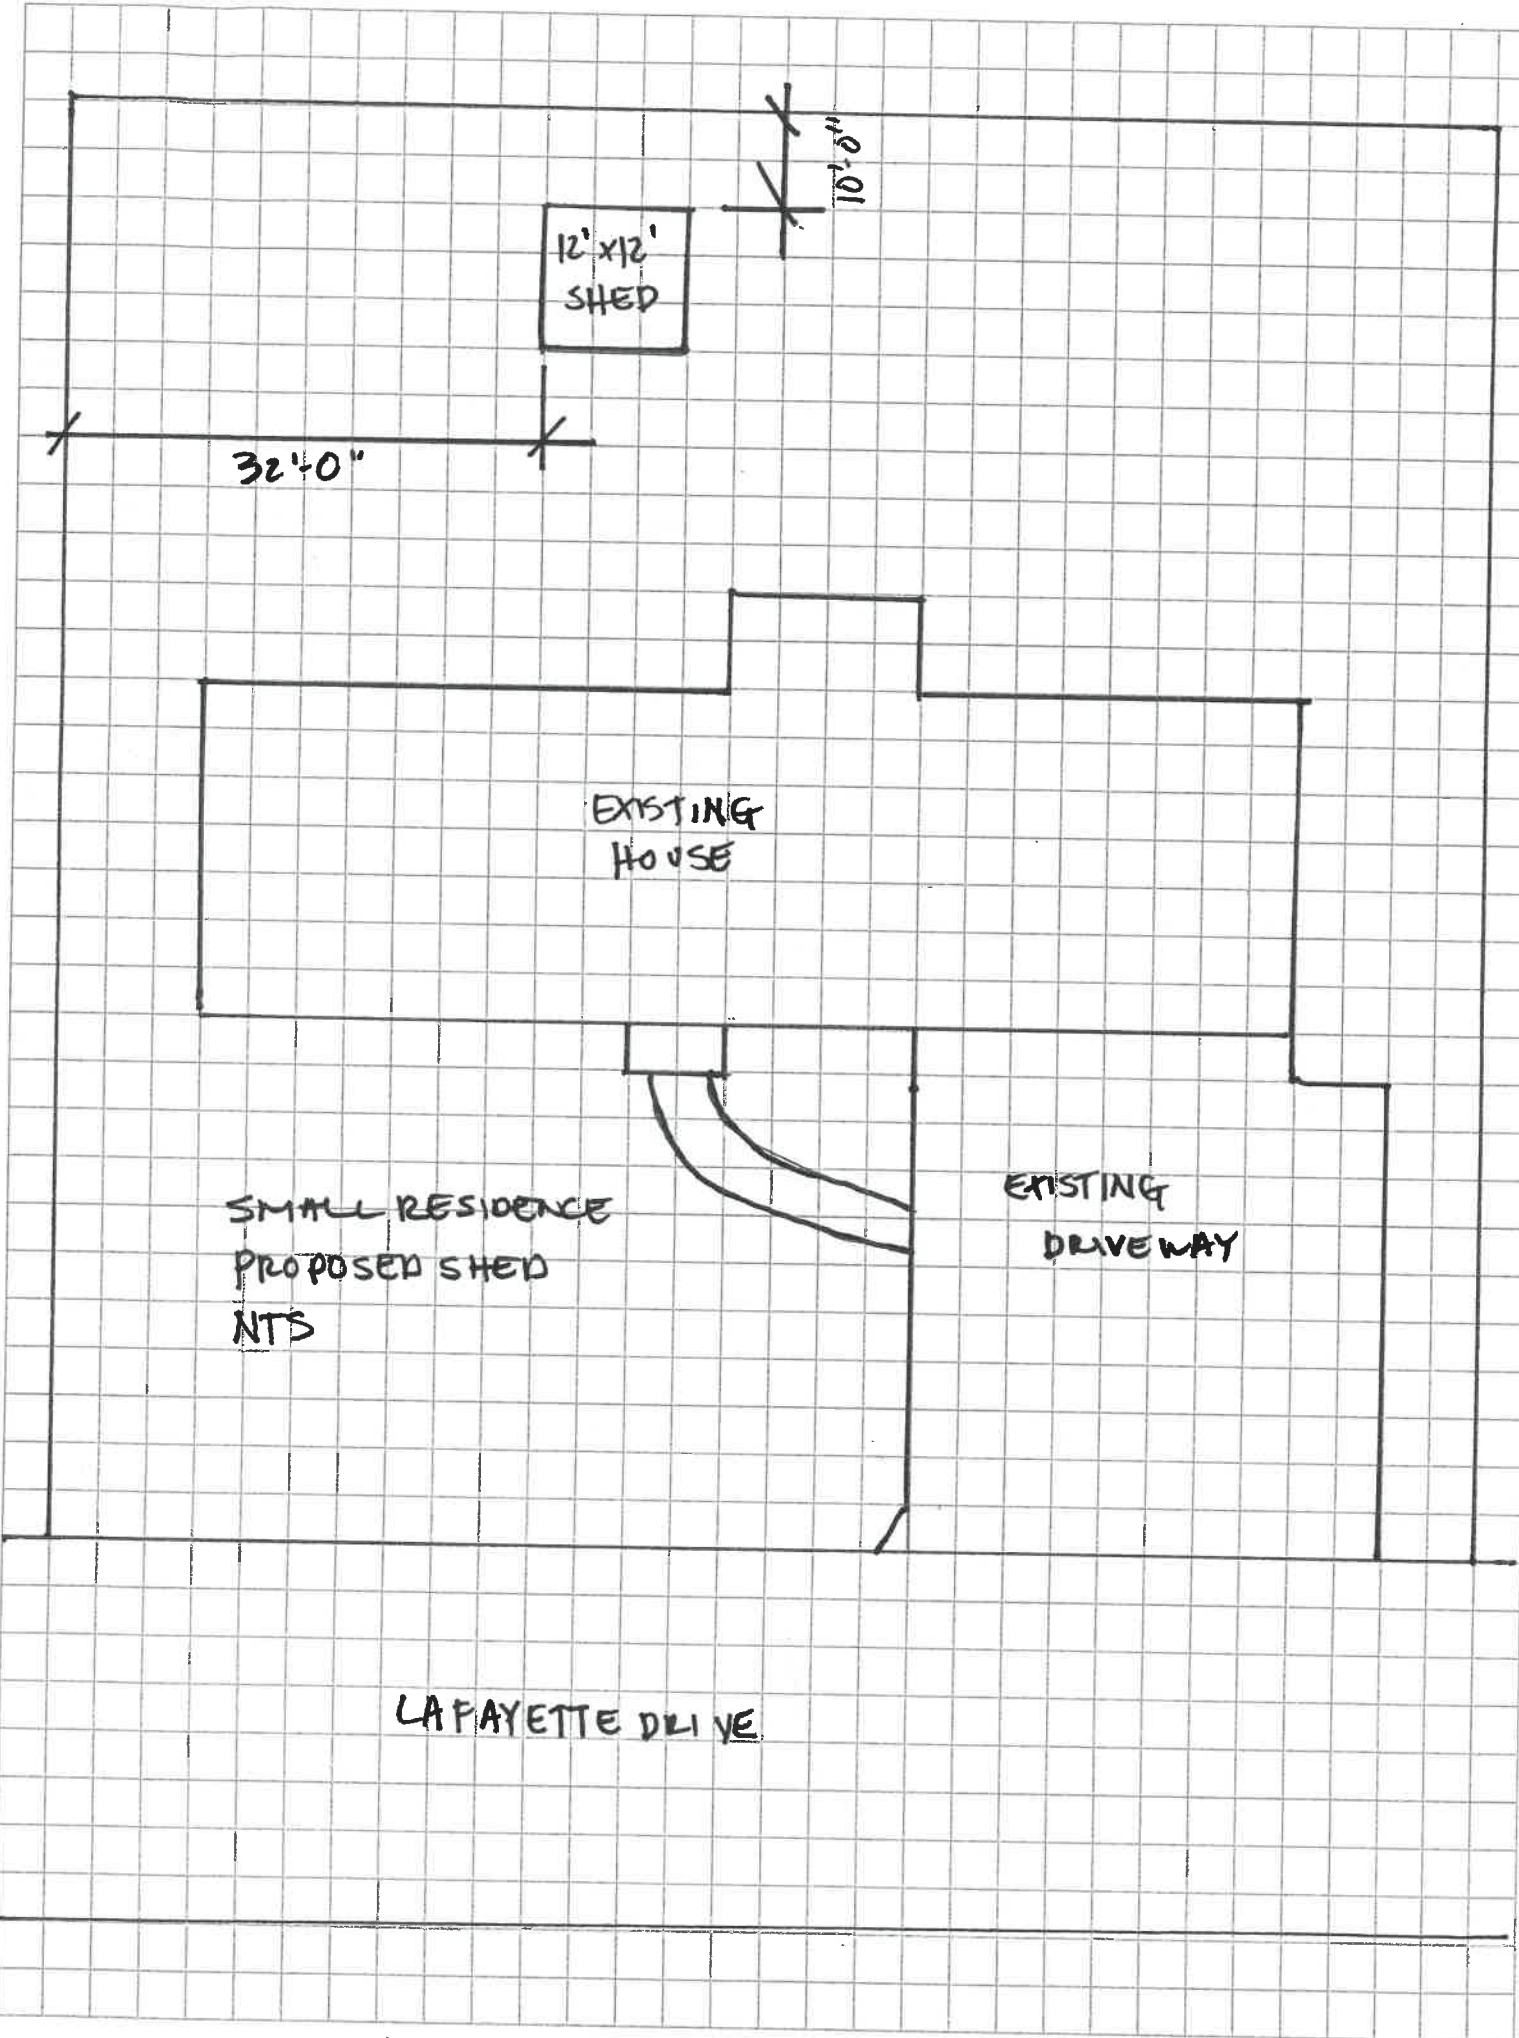 10'-0"
12'x12'
SHED
32'-0"
EXISTING
HOUSE
SMALL RESIDENCE
PROPOSED SHED
NTS
EXISTING
DRIVEWAY
LAFAYETTE DRIVE